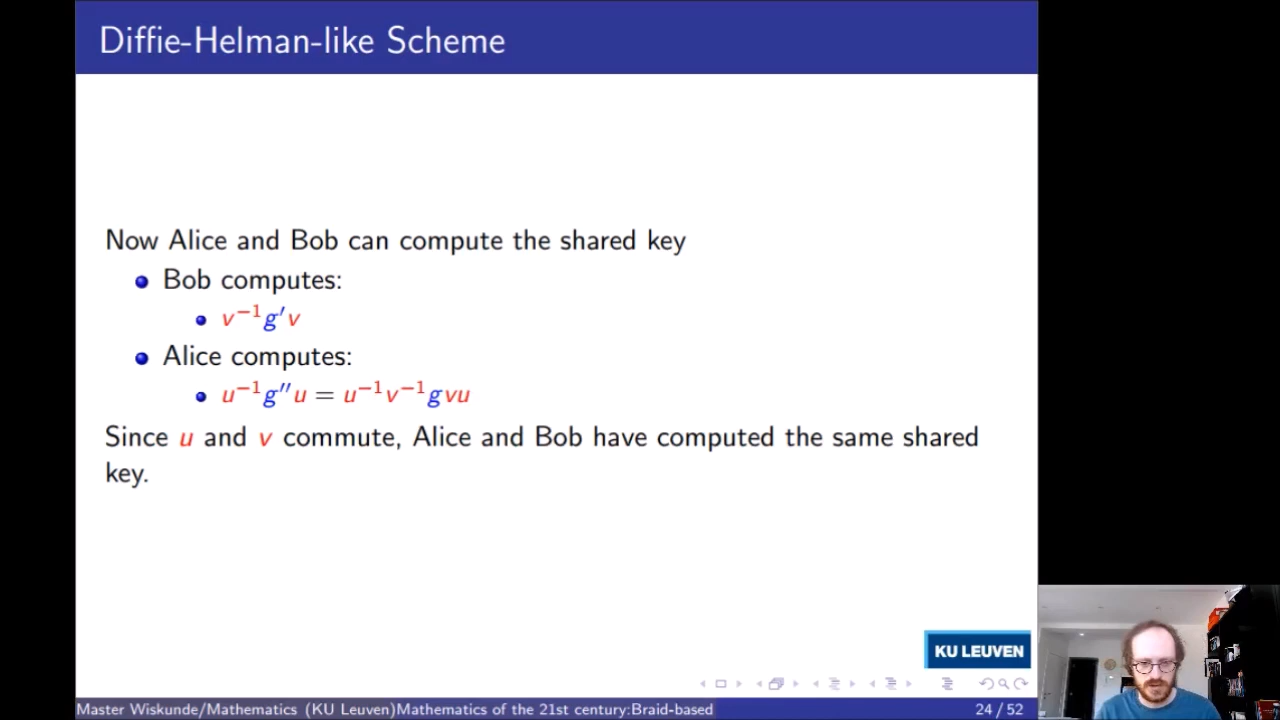 Diffie-Helman-like Scheme
Now Alice and Bob can compute the shared key
Bob computes:
v⁻¹g′v
Alice computes:
u⁻¹g″u = u⁻¹v⁻¹gvu
Since u and v commute, Alice and Bob have computed the same shared
key.
KU LEUVEN
Master Wiskunde/Mathematics (KU Leuven)Mathematics of the 21st century:Braid-based
24 / 52